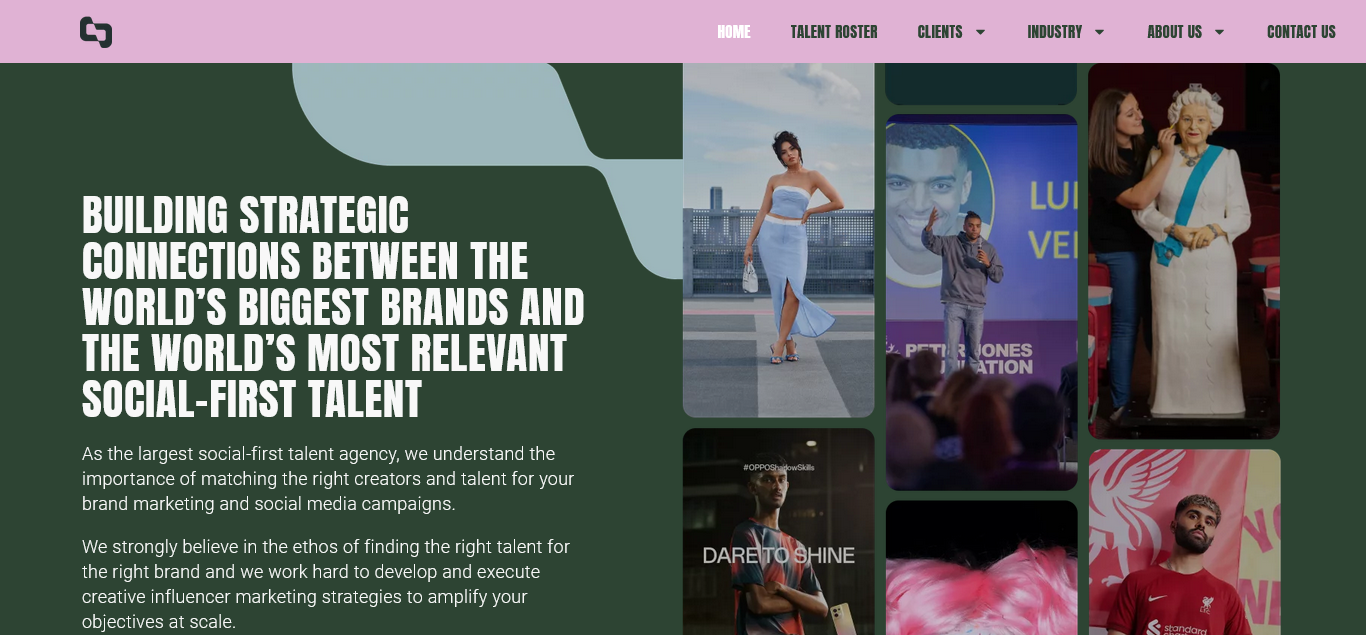 HOME
TALENT ROSTER
CLIENTS
INDUSTRY
ABOUT US
CONTACT US
BUILDING STRATEGIC
CONNECTIONS BETWEEN THE
WORLD’S BIGGEST BRANDS AND
THE WORLD’S MOST RELEVANT
SOCIAL-FIRST TALENT
As the largest social-first talent agency, we understand the
importance of matching the right creators and talent for your
brand marketing and social media campaigns.
We strongly believe in the ethos of finding the right talent for
the right brand and we work hard to develop and execute
creative influencer marketing strategies to amplify your
objectives at scale.
#OPPOShadowSkills
DARE TO SHINE
LU
VE
PETER JONES
L.F.C.
standard